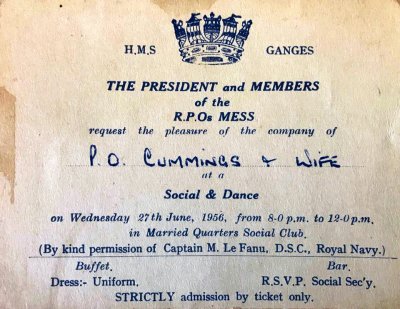 H.M.S GANGES
THE PRESIDENT and MEMBERS
of the
R.P.Os MESS
request the pleasure of the company of
P.O. CUMMINGS & WIFE
at a
Social & Dance
on Wednesday 27th June, 1956, from 8-0 p.m. to 12-0 p.m.
in Married Quarters Social Club.
(By kind permission of Captain M. Le Fanu, D.S.C., Royal Navy.)
Buffet. Bar.
Dress:- Uniform. R.S.V.P. Social Sec'y.
STRICTLY admission by ticket only.